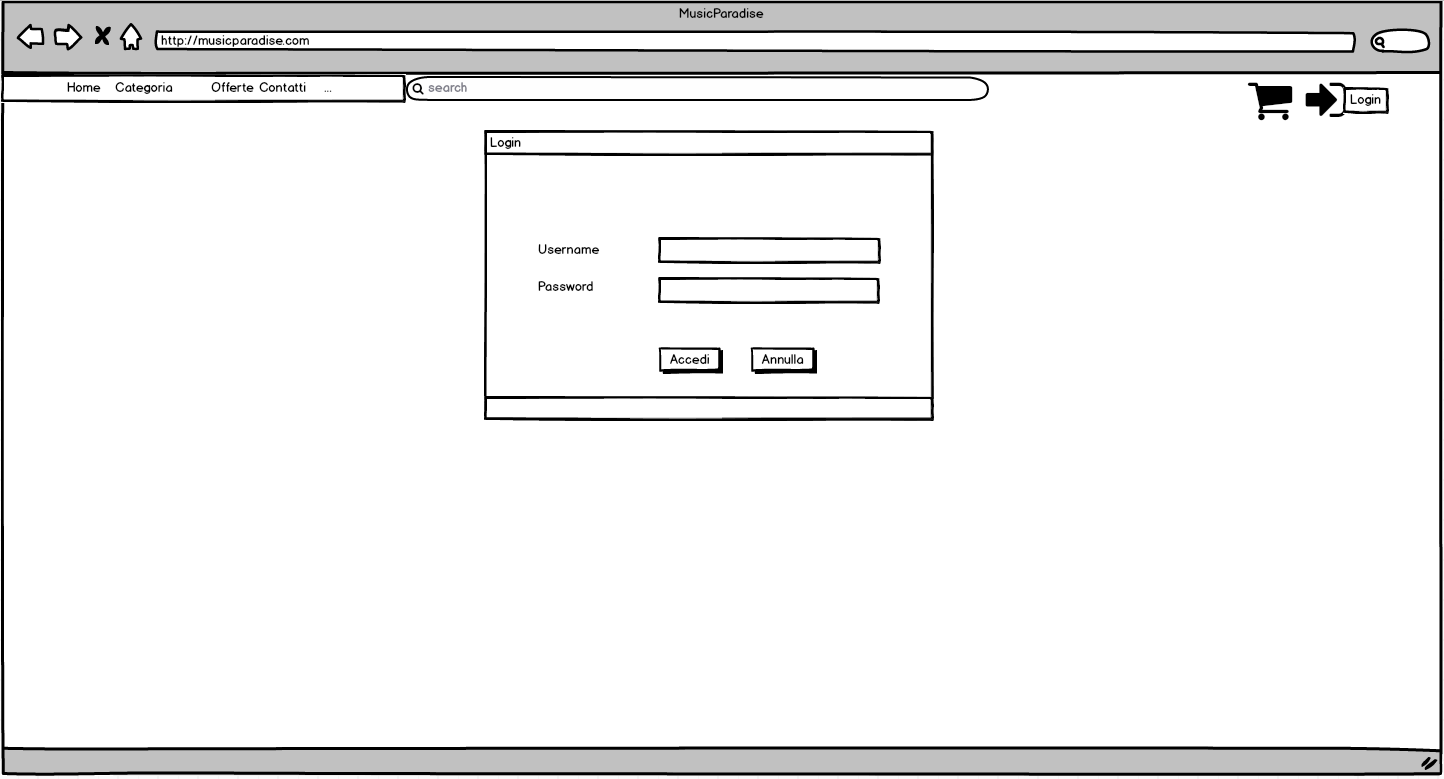 MusicParadise
http://musicparadise.com
Home Categoria Offerte Contatti ...
search
Login
Login
Username
Password
Accedi Annulla